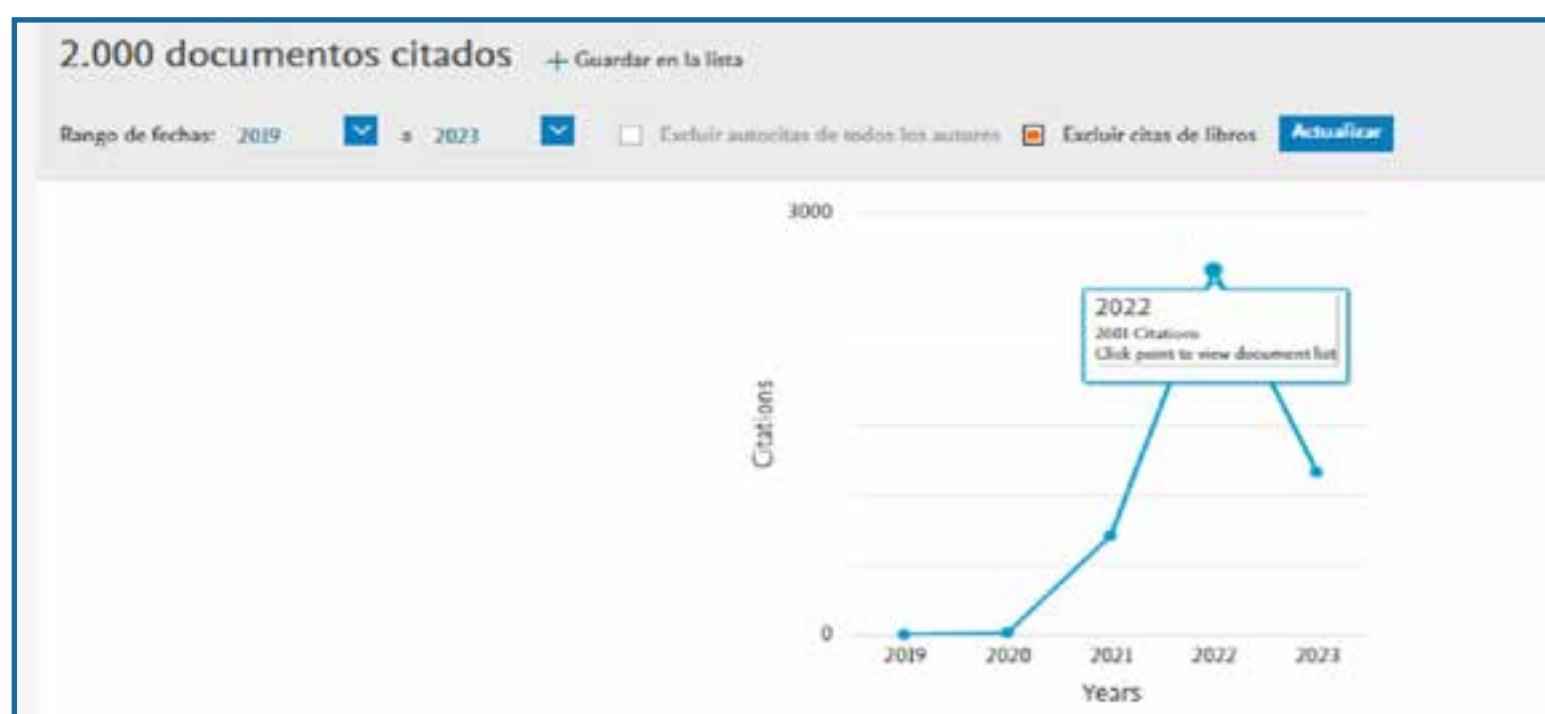 2.000 documentos citados + Guardar en la lista
Rango de fechas: 2019 a 2023 Excluir autocitas de todos los autores Excluir citas de libros Actualizar
3000
2022
Citations
Click point to view document list
Citations
0
2019 2020 2021 2022 2023
Years